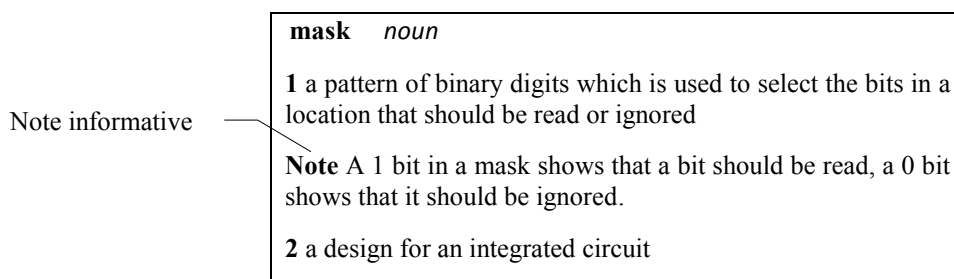 mask noun
1 a pattern of binary digits which is used to select the bits in a
location that should be read or ignored
Note informative
Note A 1 bit in a mask shows that a bit should be read, a 0 bit
shows that it should be ignored.
2 a design for an integrated circuit